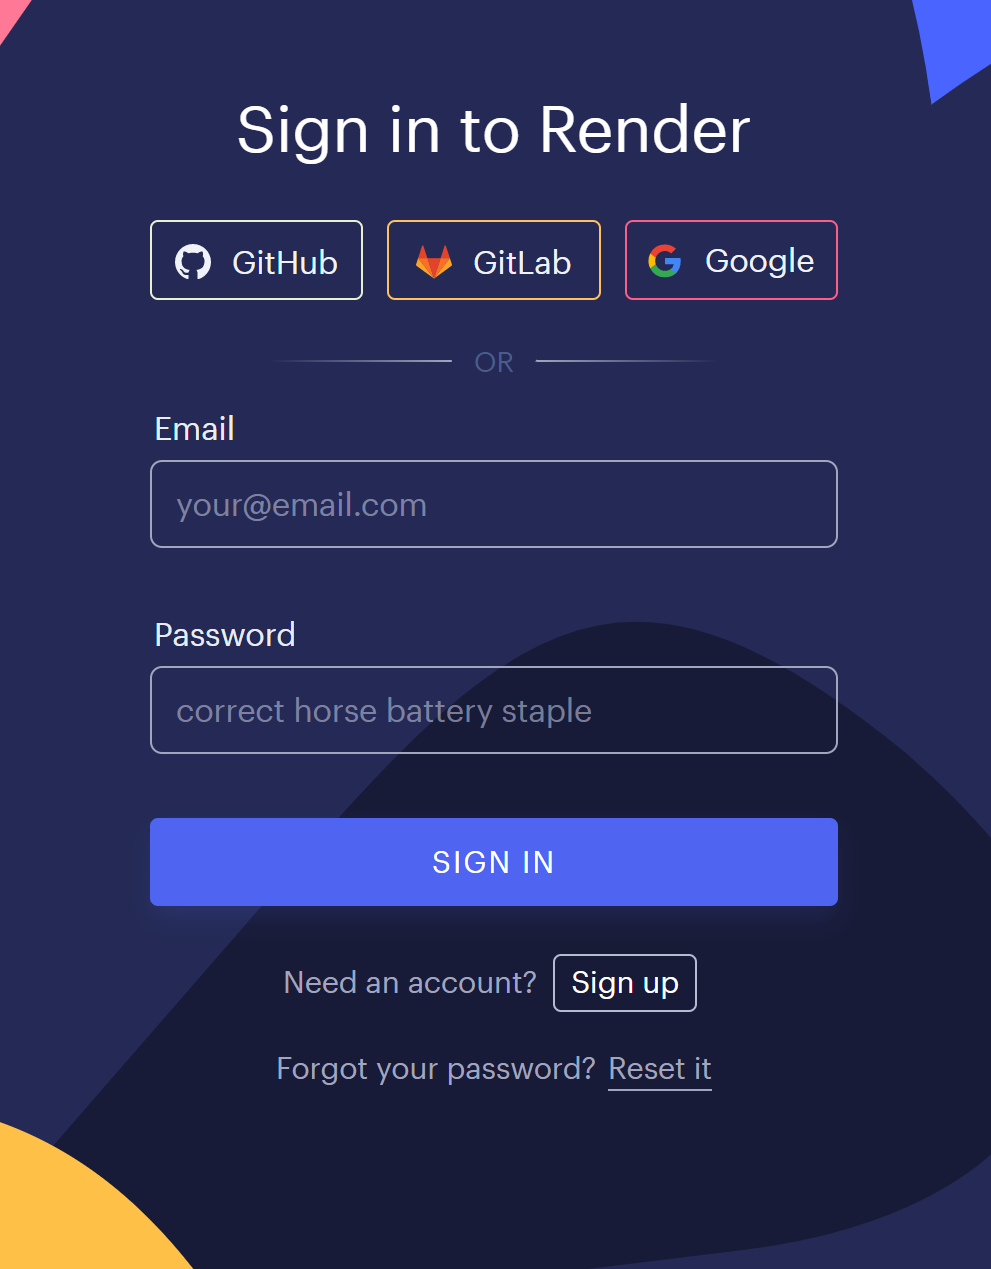 Sign in to Render
GitHub GitLab Google
OR
Email
your@email.com
Password
correct horse battery staple
SIGN IN
Need an account? Sign up
Forgot your password? Reset it